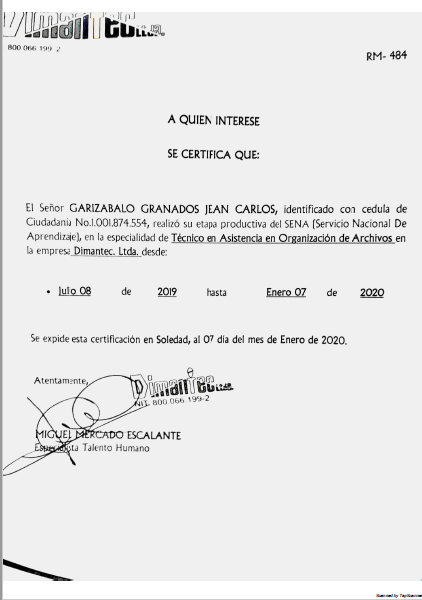 Dimantec Ltda.
800 066 199-2
RM- 484
A QUIEN INTERESE
SE CERTIFICA QUE:
El Señor GARIZABALO GRANADOS JEAN CARLOS, identificado con cedula de
Ciudadania No.1.001.874.554, realizó su etapa productiva del SENA (Servicio Nacional De
Aprendizaje), en la especialidad de Técnico en Asistencia en Organización de Archivos en
la empresa Dimantec. Ltda. desde:
• Julo 08 de 2019 hasta Enero 07 de 2020
Se expide esta certificación en Soledad, al 07 día del mes de Enero de 2020.
Atentamente,
Dimantec Ltda.
NIT. 800 066 199-2
MIGUEL MERCADO ESCALANTE
Especialista Talento Humano
Scanned by TapScanner